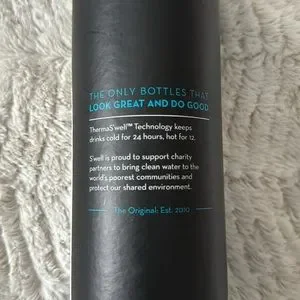 THE ONLY BOTTLES THAT
LOOK GREAT AND DO GOOD
ThermaS'well™ Technology keeps
drinks cold for 24 hours, hot for 12.
S'well is proud to support charity
partners to bring clean water to the
world's poorest communities and
protect our shared environment.
The Original: Est. 2010